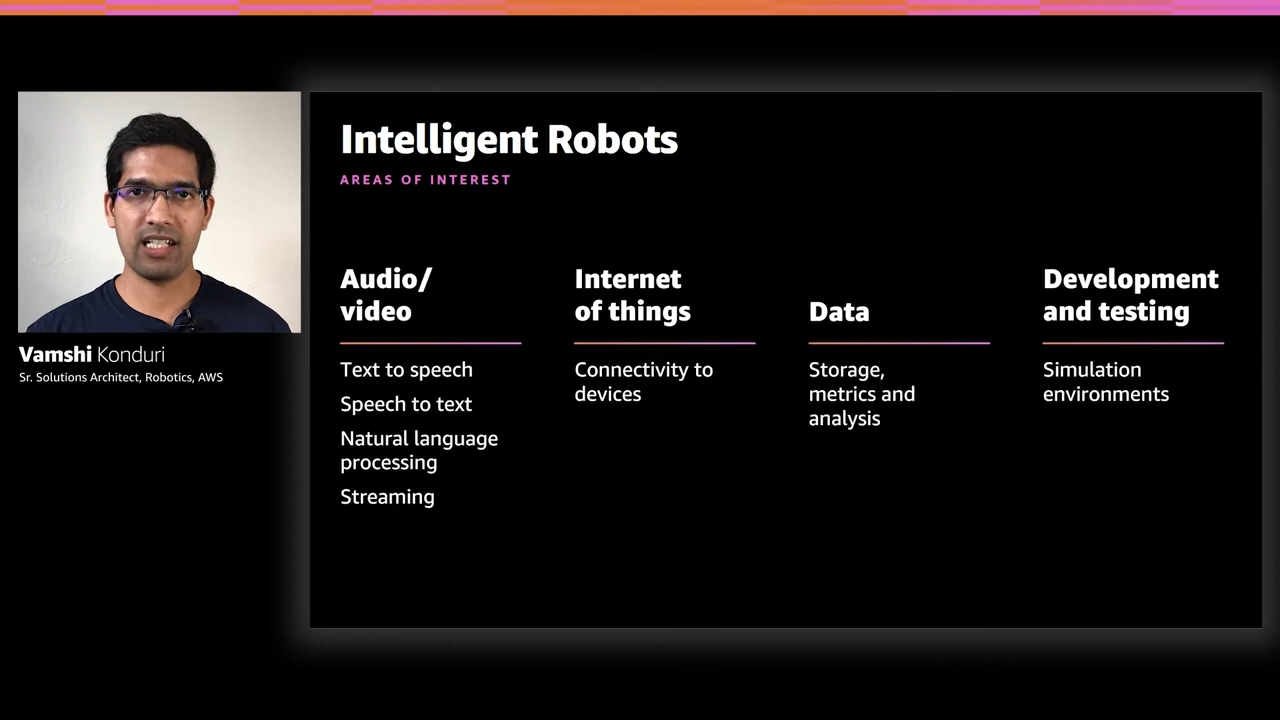 Intelligent Robots
AREAS OF INTEREST
Vamshi Konduri
Sr. Solutions Architect, Robotics, AWS
Audio/
video
Text to speech
Speech to text
Natural language
processing
Streaming
Internet
of things
Connectivity to
devices
Data
Storage,
metrics and
analysis
Development
and testing
Simulation
environments